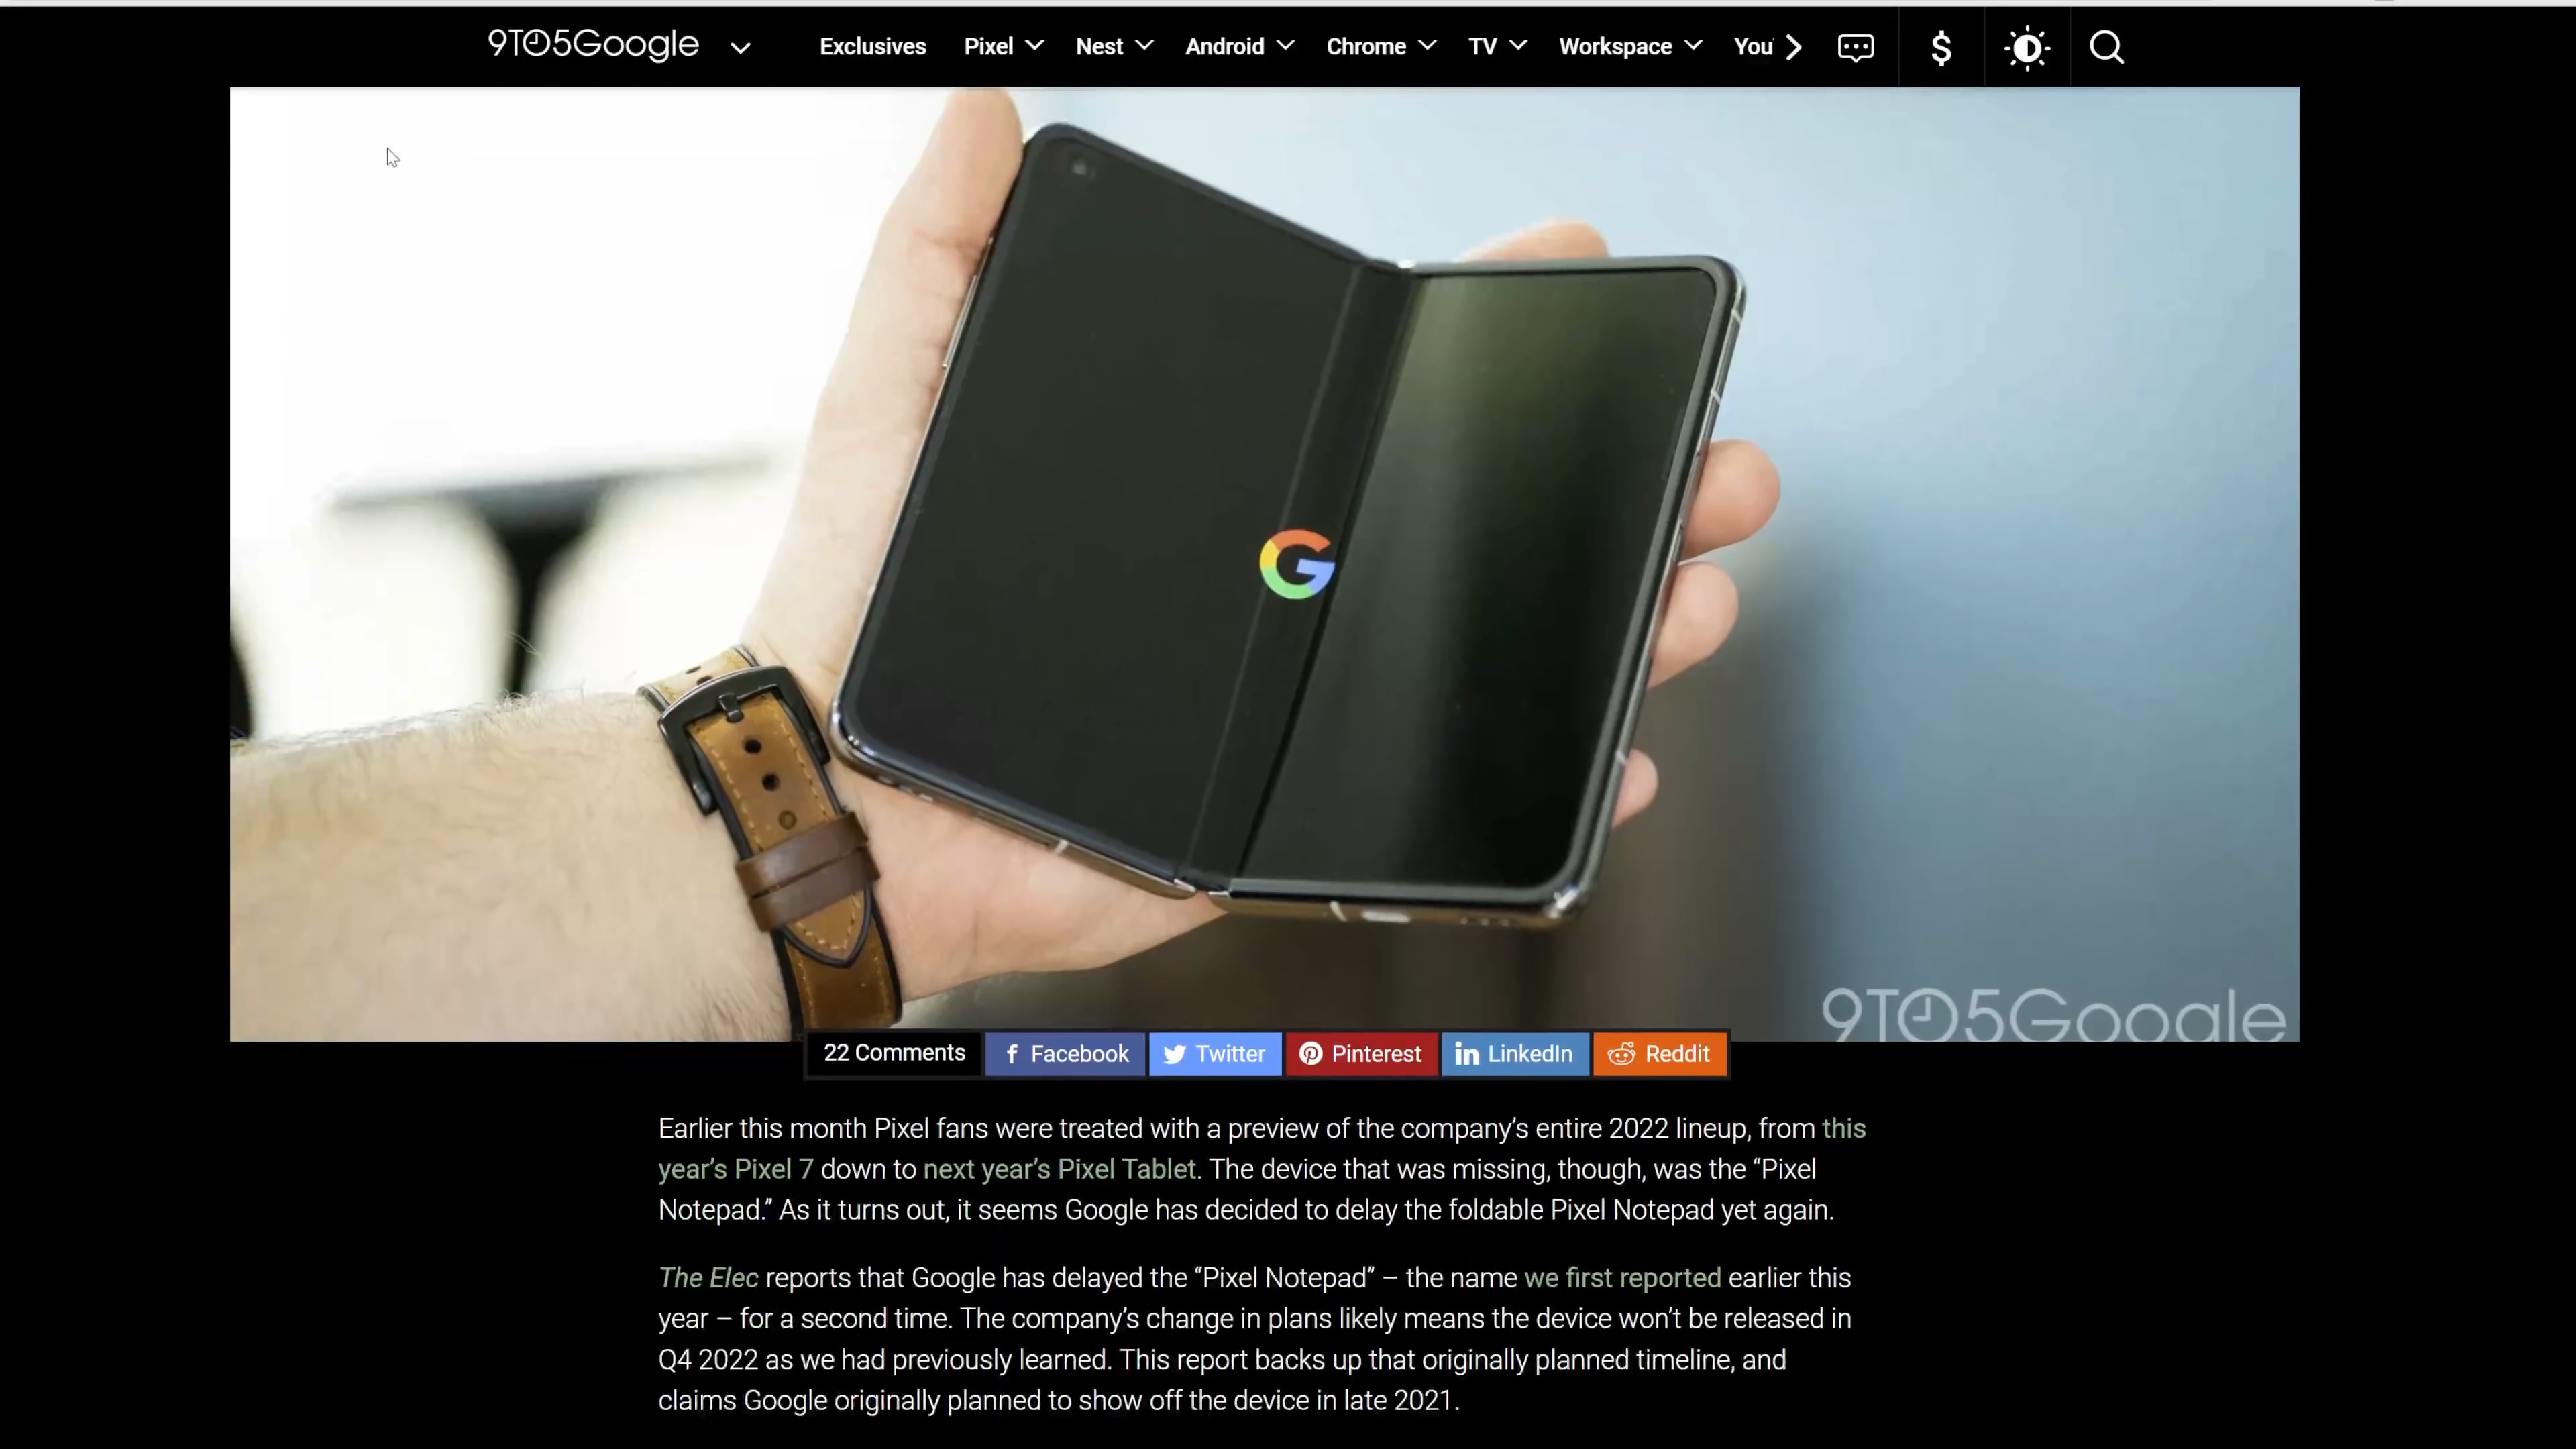 9TO5Google
Exclusives
Pixel
Nest
Android
Chrome
TV
Workspace
You
9TO5Google
22 Comments
Facebook
Twitter
Pinterest
LinkedIn
Reddit
Earlier this month Pixel fans were treated with a preview of the company's entire 2022 lineup, from this
year's Pixel 7 down to next year's Pixel Tablet. The device that was missing, though, was the “Pixel
Notepad.” As it turns out, it seems Google has decided to delay the foldable Pixel Notepad yet again.
The Elec reports that Google has delayed the “Pixel Notepad” – the name we first reported earlier this
year – for a second time. The company's change in plans likely means the device won't be released in
Q4 2022 as we had previously learned. This report backs up that originally planned timeline, and
claims Google originally planned to show off the device in late 2021.